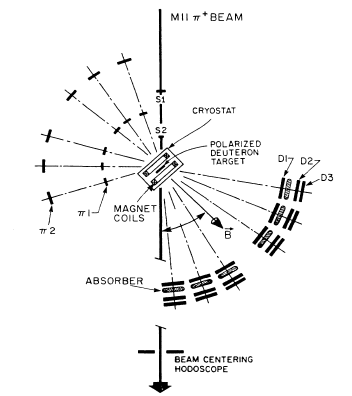 M11 π+ BEAM
S1
CRYOSTAT
S2
POLARIZED
DEUTERON
TARGET
D1
D2
D3
π1
π2
MAGNET
COILS
B
ABSORBER
BEAM CENTERING
HODOSCOPE